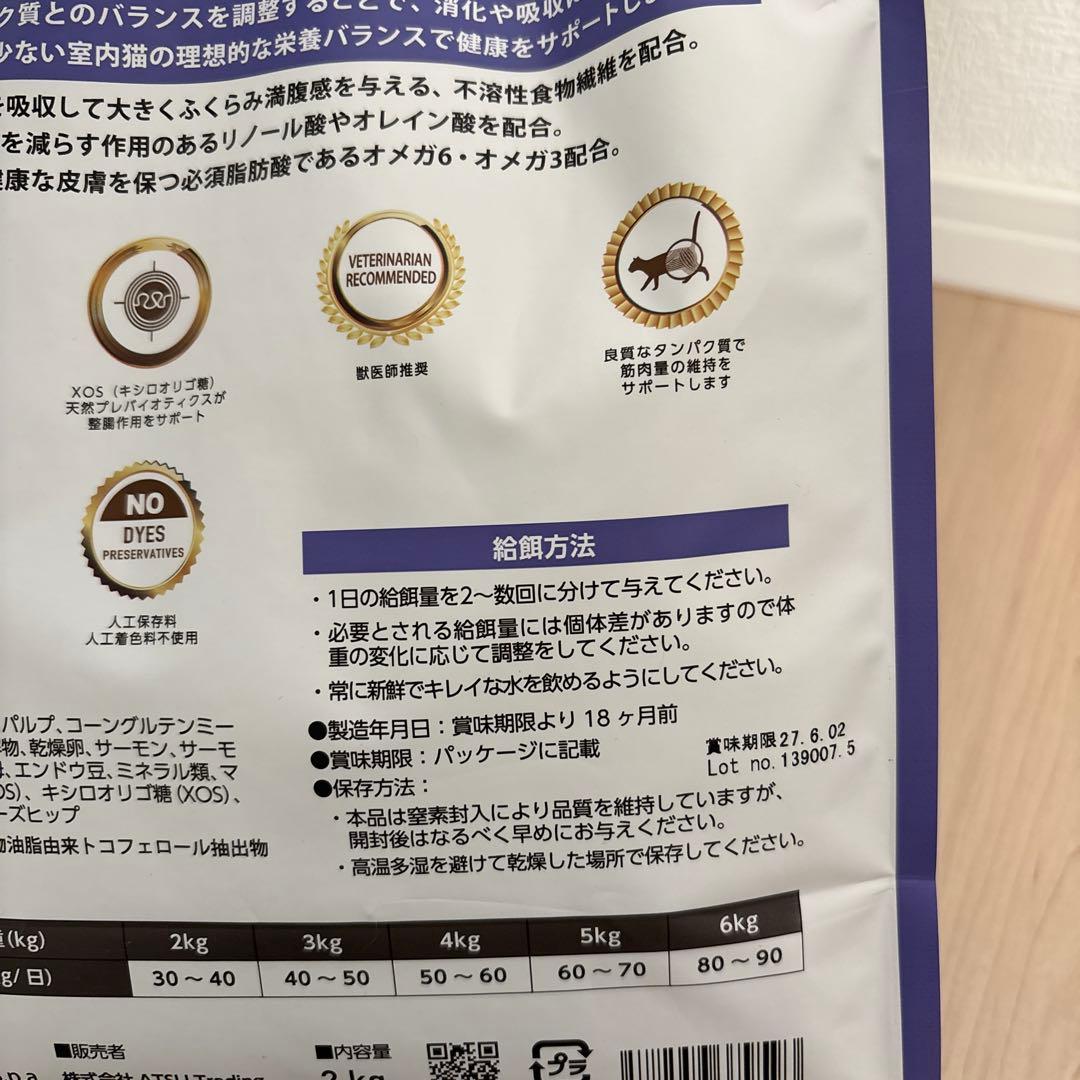 ク質とのバランスを調整することで、消化や吸収に
少ない室内猫の理想的な栄養バランスで健康をサポートしま
を吸収して大きくふくらみ満腹感を与える、不溶性食物繊維を配合。
を減らす作用のあるリノール酸やオレイン酸を配合。
健康な皮膚を保つ必須脂肪酸であるオメガ6・オメガ3配合。
VETERINARIAN
RECOMMENDED
XOS（キシロオリゴ糖）
天然プレバイオティクスが
整腸作用をサポート
獣医師推奨
良質なタンパク質で
筋肉量の維持を
サポートします
NO
DYES
PRESERVATIVES
人工保存料
人工着色料不使用
給餌方法
・1日の給餌量を2～数回に分けて与えてください。
・必要とされる給餌量には個体差がありますので体
重の変化に応じて調整をしてください。
・常に新鮮でキレイな水を飲めるようにしてください。
●製造年月日：賞味期限より18ヶ月前
●賞味期限：パッケージに記載
賞味期限27.6.02
Lot no.139007.5
●保存方法：
・本品は窒素封入により品質を維持していますが、
開封後はなるべく早めにお与えください。
・高温多湿を避けて乾燥した場所で保存してください。
パルプ、コーングルテンミー
物、乾燥卵、サーモン、サーモ
、エンドウ豆、ミネラル類、マ
OS）、キシロオリゴ糖（XOS）、
ーズヒップ
物油脂由来トコフェロール抽出物
(kg) 2kg 3kg 4kg 5kg 6kg
g/日) 30～40 40～50 50～60 60～70 80～90
■販売者
■内容量
株式会社 ATSU Trading
2 kg
プラ